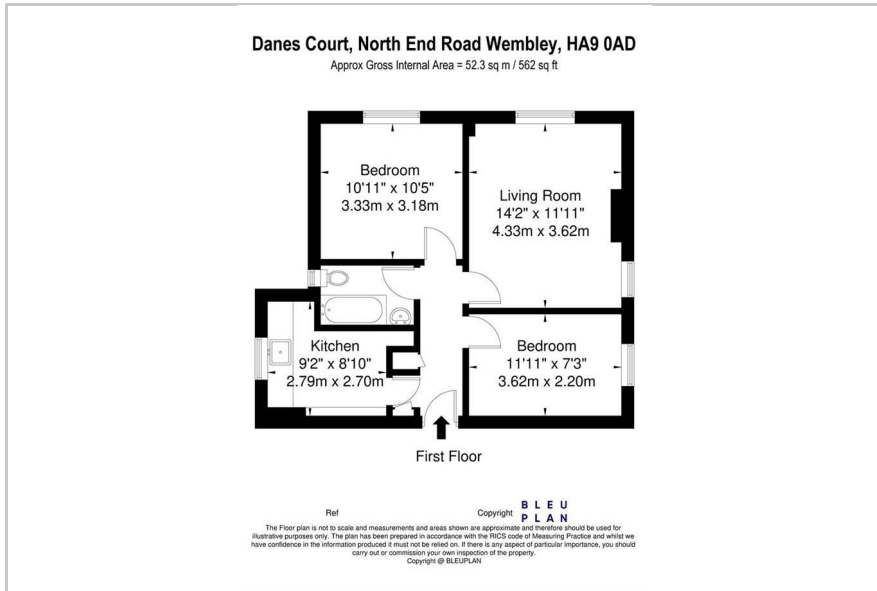 Danes Court, North End Road Wembley, HA9 0AD
Approx Gross Internal Area = 52.3 sq m / 562 sq ft
Bedroom
10'11" x 10'5"
3.33m x 3.18m
Living Room
14'2" x 11'11"
4.33m x 3.62m
Kitchen
9'2" x 8'10"
2.79m x 2.70m
Bedroom
11'11" x 7'3"
3.62m x 2.20m
First Floor
Ref
Copyright
BLEU
PLAN
The Floor plan is not to scale and measurements and areas shown are approximate and therefore should be used for
illustrative purposes only. The plan has been prepared in accordance with the RICS code of Measuring Practice and whilst we
have confidence in the information produced it must not be relied on. If there is any aspect of particular importance, you should
carry out or commission your own inspection of the property.
Copyright @ BLEUPLAN